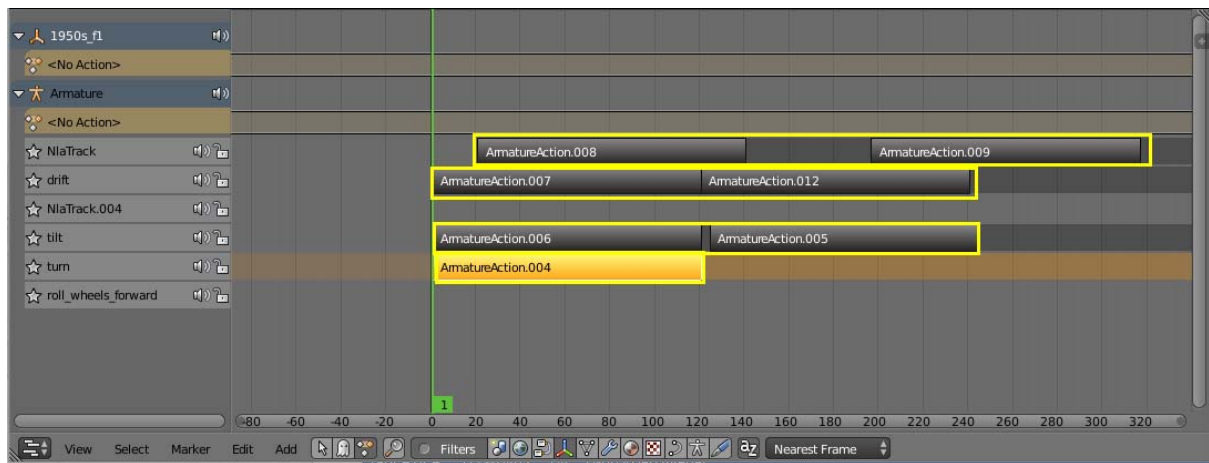 1950s_f1
<No Action>
Armature
<No Action>
NlaTrack ArmatureAction.008 ArmatureAction.009
drift ArmatureAction.007 ArmatureAction.012
NlaTrack.004
tilt ArmatureAction.006 ArmatureAction.005
turn ArmatureAction.004
roll_wheels_forward
1
-80 -60 -40 -20 0 20 40 60 80 100 120 140 160 180 200 220 240 260 280 300 320
View Select Marker Edit Add Filters az Nearest Frame